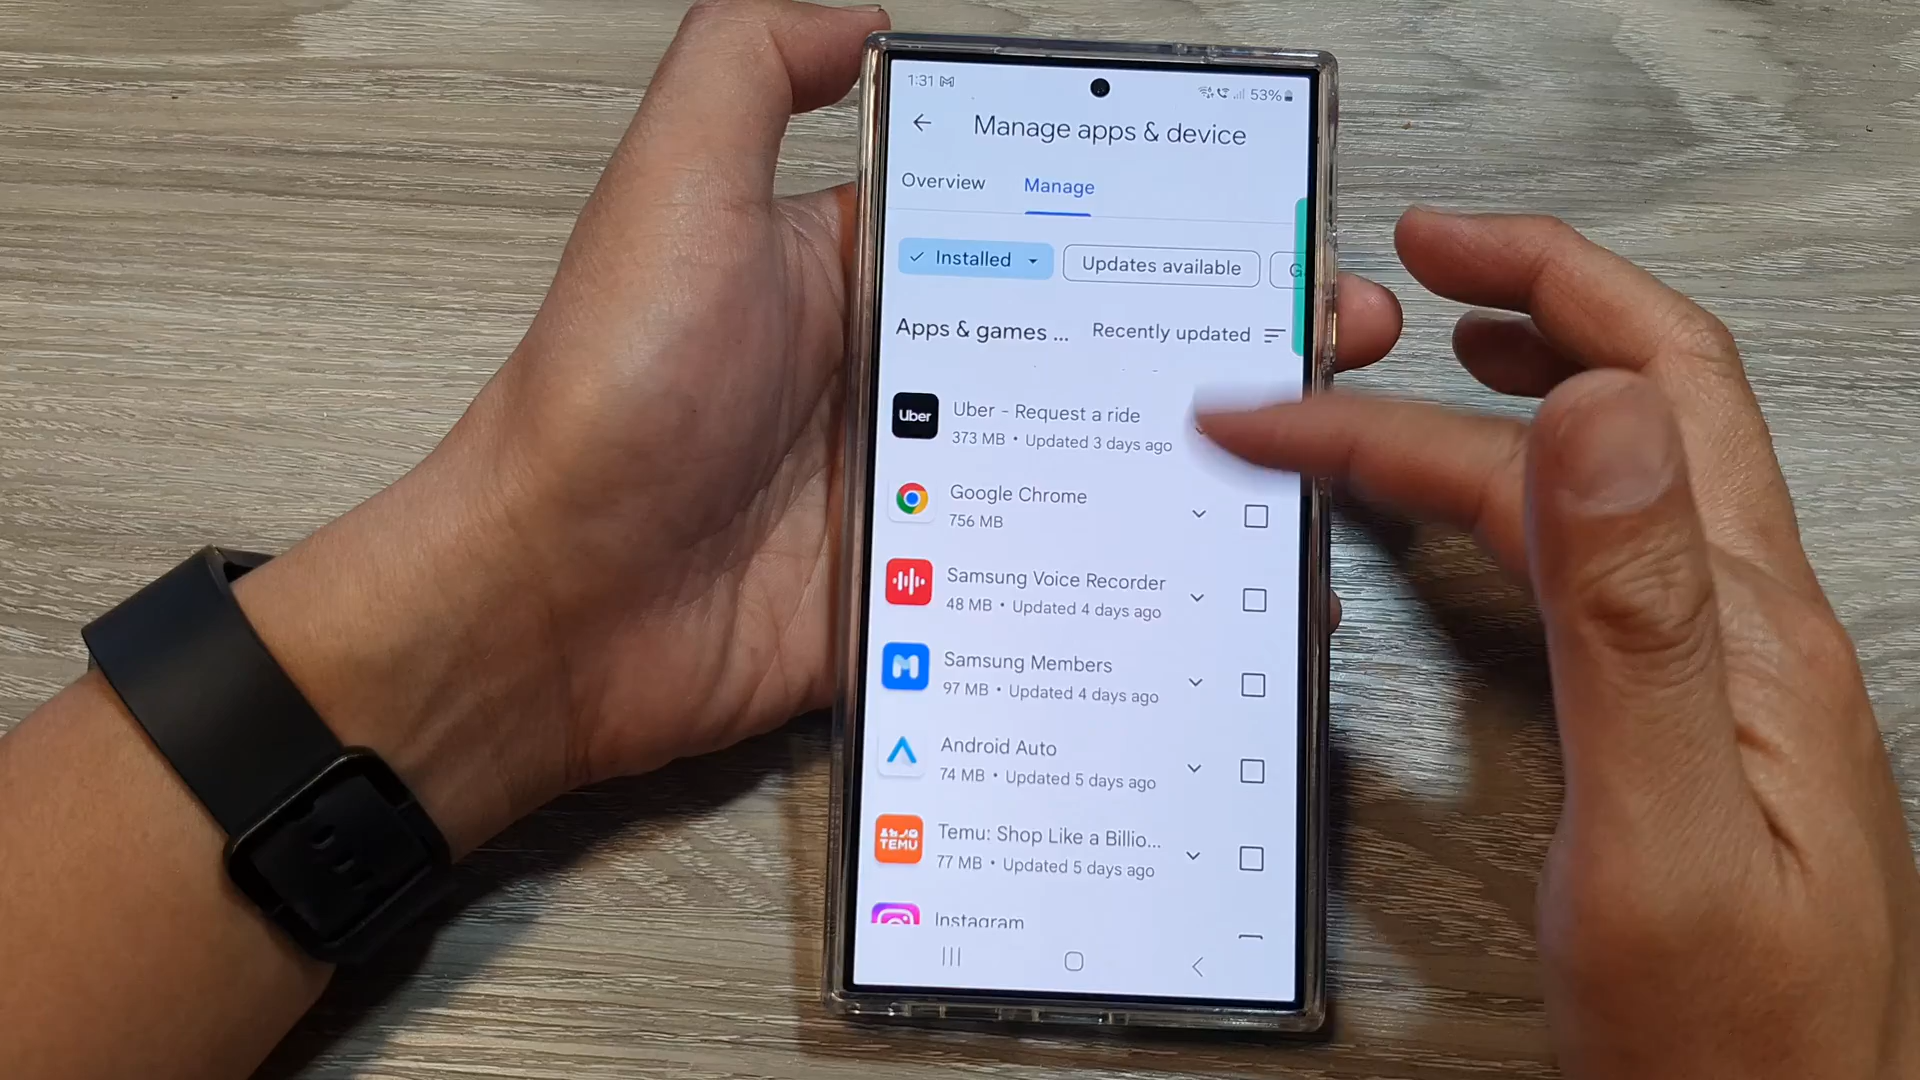 1:31
53%
Manage apps & device
Overview Manage
Installed Updates available
Apps & games ... Recently updated
Uber
Uber - Request a ride
373 MB • Updated 3 days ago
Google Chrome
756 MB
Samsung Voice Recorder
48 MB • Updated 4 days ago
Samsung Members
97 MB • Updated 4 days ago
Android Auto
74 MB • Updated 5 days ago
TEMU
Temu: Shop Like a Billio...
77 MB • Updated 5 days ago
Instagram